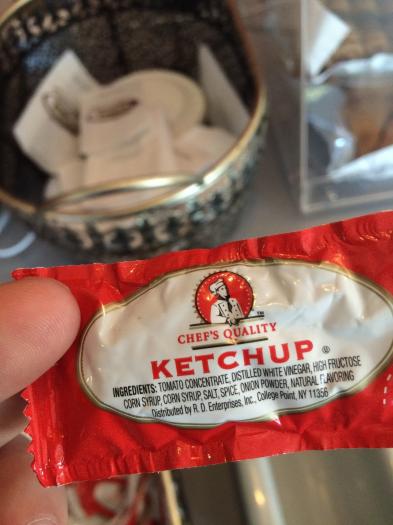 CHEF'S QUALITY™
KETCHUP®
INGREDIENTS: TOMATO CONCENTRATE, DISTILLED WHITE VINEGAR, HIGH FRUCTOSE
CORN SYRUP, CORN SYRUP, SALT, SPICE, ONION POWDER, NATURAL FLAVORING
Distributed by R. D. Enterprises, Inc, College Point, NY 11356